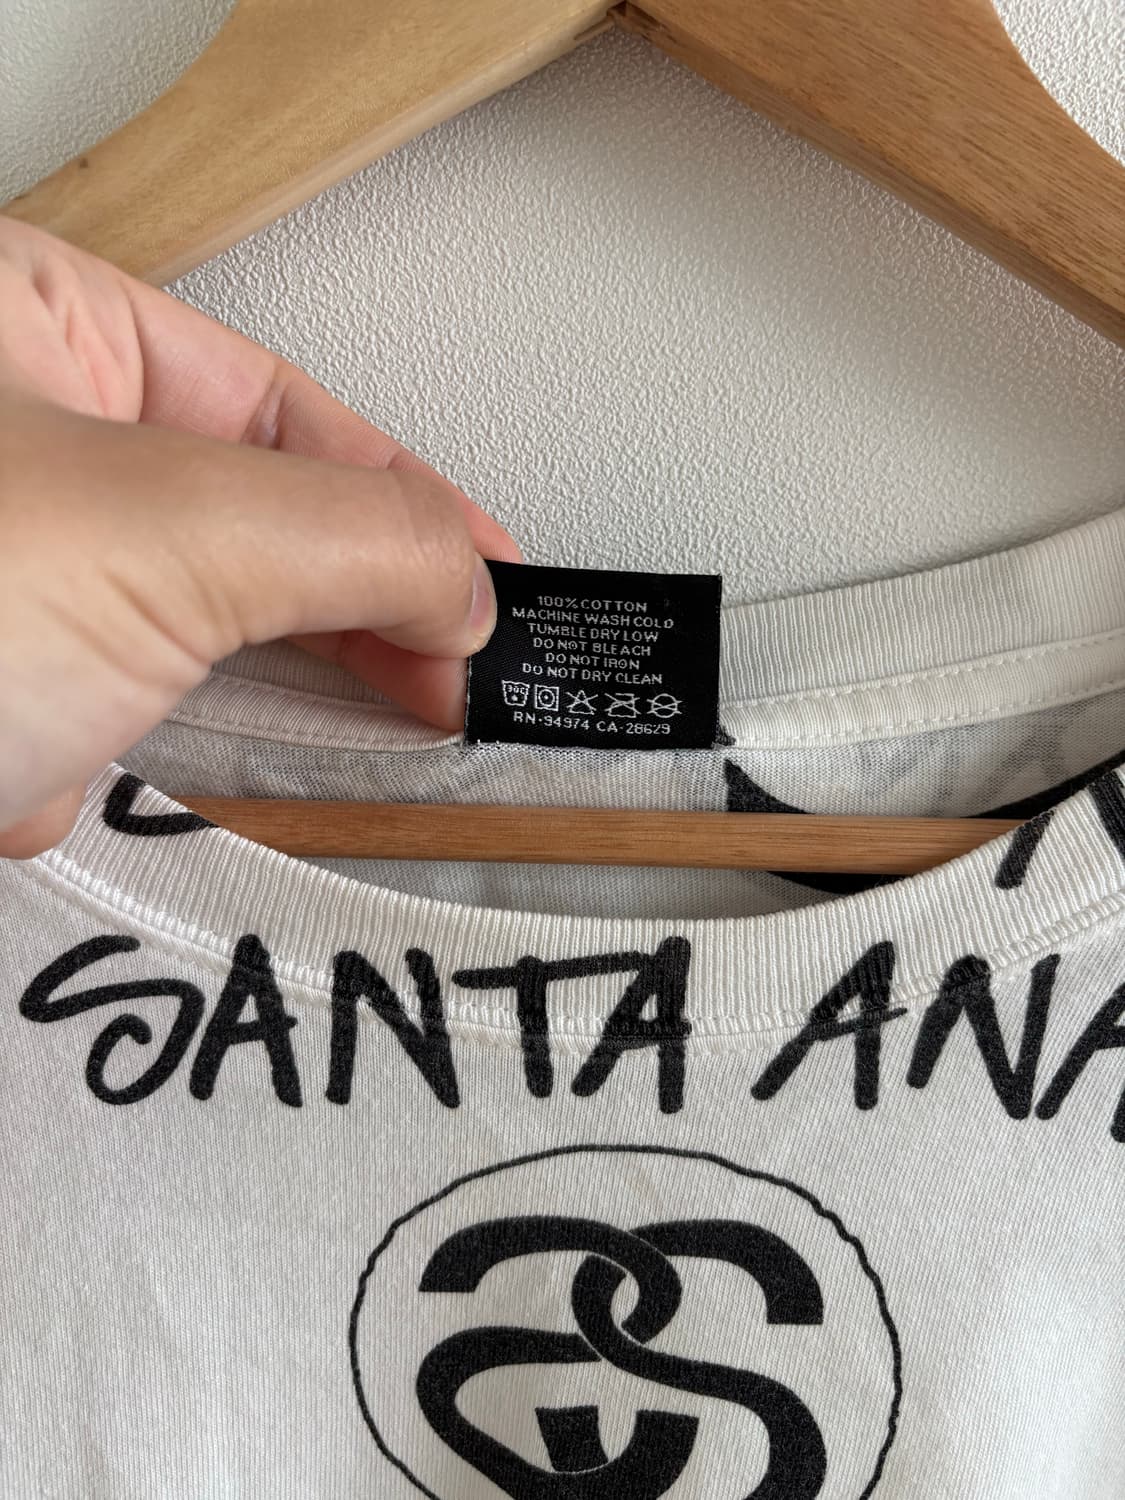 100% COTTON
MACHINE WASH COLD
TUMBLE DRY LOW
DO NOT BLEACH
DO NOT IRON
DO NOT DRY CLEAN
30C
RN-94974 CA-28629
SANTA ANA